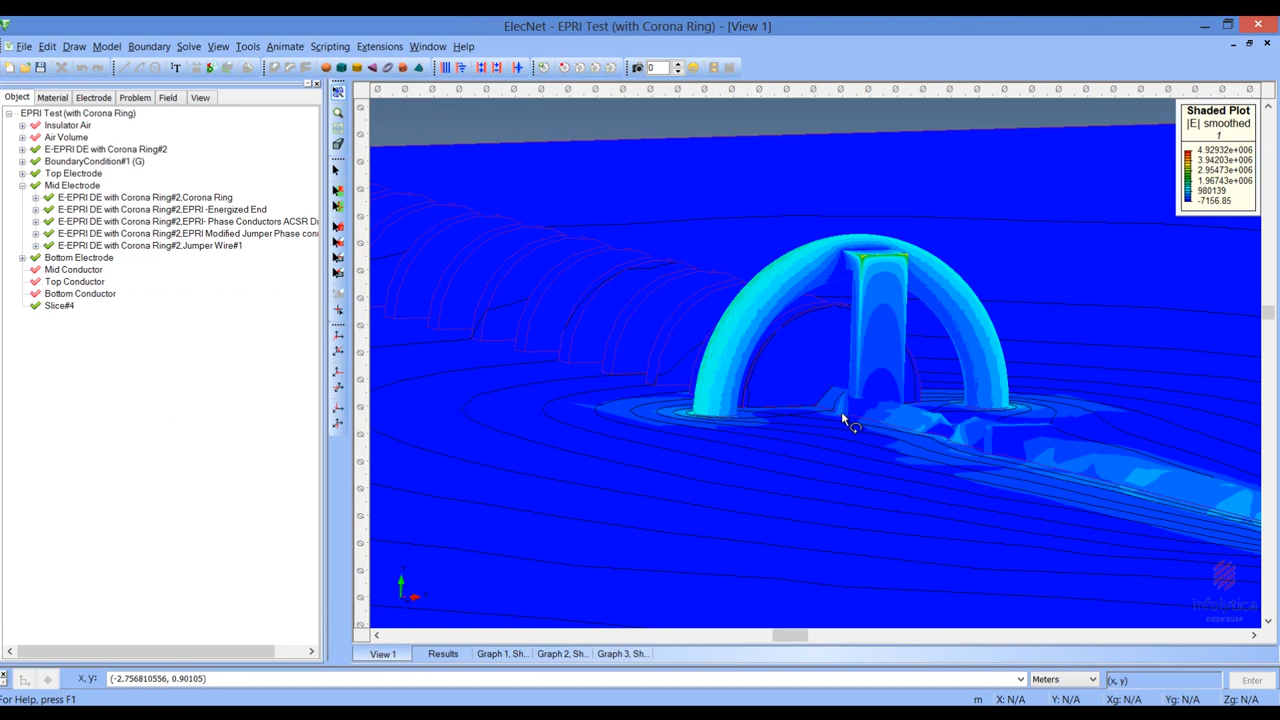 ElecNet - EPRI Test (with Corona Ring) - [View 1]
File Edit Draw Model Boundary Solve View Tools Animate Scripting Extensions Window Help
0
Object Material Electrode Problem Field View
EPRI Test (with Corona Ring)
Insulator Air
Air Volume
E-EPRI DE with Corona Ring#2
BoundaryCondition#1 (G)
Top Electrode
Mid Electrode
E-EPRI DE with Corona Ring#2,Corona Ring
E-EPRI DE with Corona Ring#2,EPRI -Energized End
E-EPRI DE with Corona Ring#2,EPRI- Phase Conductors ACSR Dr
E-EPRI DE with Corona Ring#2,EPRI Modified Jumper Phase conn
E-EPRI DE with Corona Ring#2,Jumper Wire#1
Bottom Electrode
Mid Conductor
Top Conductor
Bottom Conductor
Slice#4
Shaded Plot
|E| smoothed
1
4.92932e+006
3.94203e+006
2.95473e+006
1.96743e+006
980139
-7156.85
infolytica
corporation
View 1 Results Graph 1, Sh... Graph 2, Sh... Graph 3, Sh...
x, y: (-2.756810556, 0.90105) Meters (x, y) Enter
For Help, press F1 m X: N/A Y: N/A Xg: N/A Yg: N/A Zg: N/A